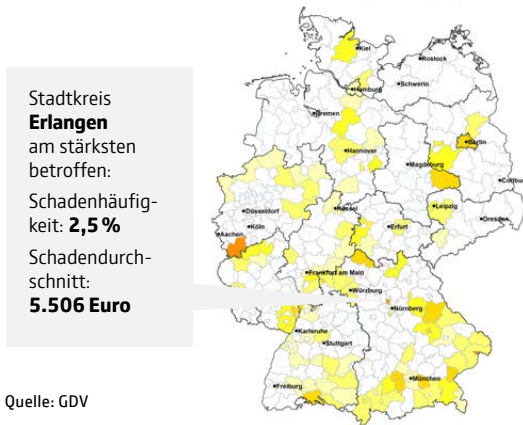 Kiel
Rostock
Schwerin
Hamburg
Bremen
Hannover
Berlin
Magdeburg
Cottbus
Leipzig
Dresden
Kassel
Erfurt
Düsseldorf
Köln
Aachen
Frankfurt am Main
Würzburg
Nürnberg
Karlsruhe
Stuttgart
Freiburg
München
Stadtkreis
Erlangen
am stärksten
betroffen:
Schadenhäufig-
keit: 2,5 %
Schadendurch-
schnitt:
5.506 Euro
Quelle: GDV